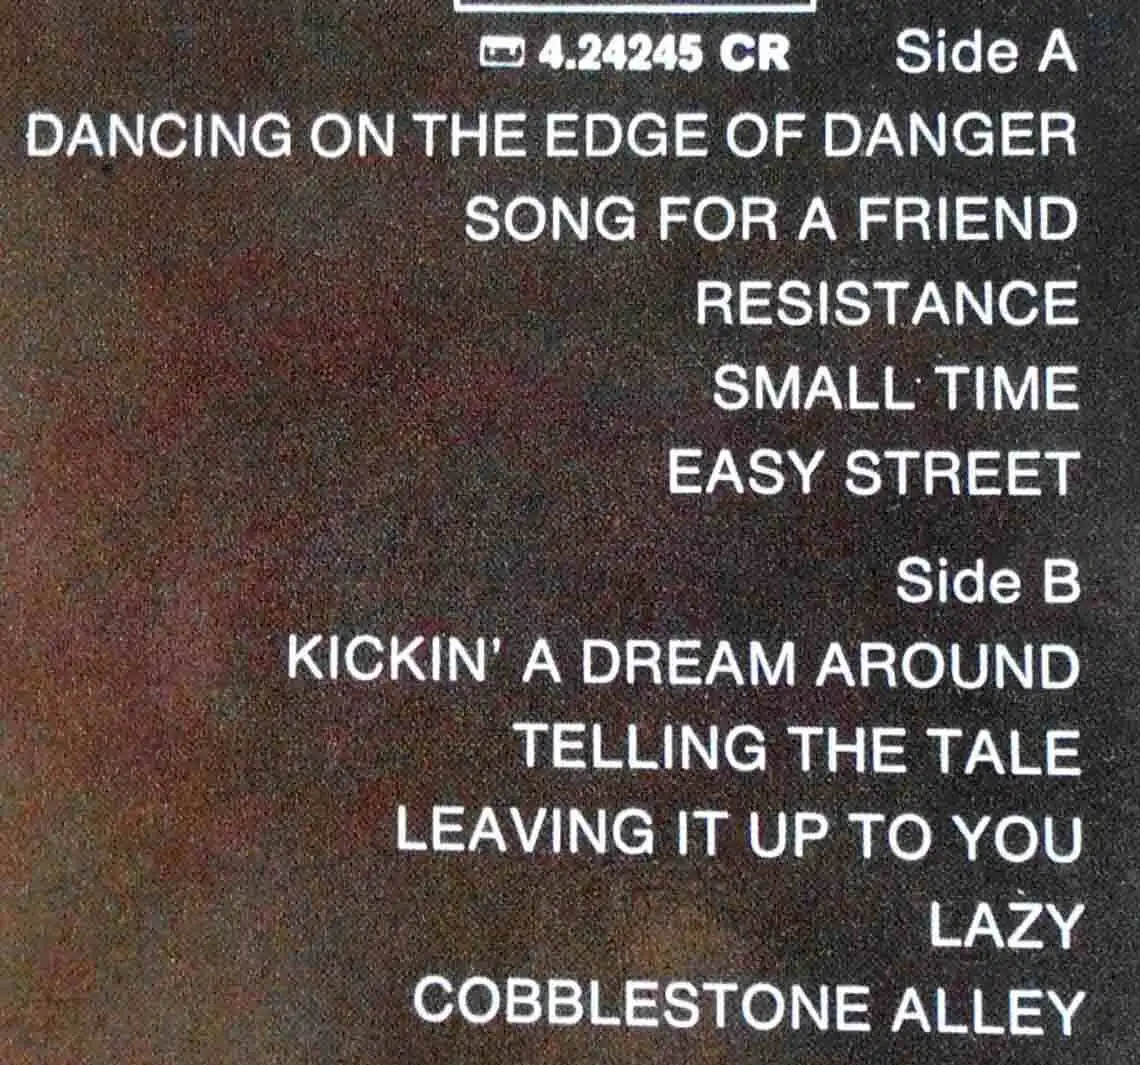 4.24245 CR Side A
DANCING ON THE EDGE OF DANGER
SONG FOR A FRIEND
RESISTANCE
SMALL TIME
EASY STREET
Side B
KICKIN' A DREAM AROUND
TELLING THE TALE
LEAVING IT UP TO YOU
LAZY
COBBLESTONE ALLEY